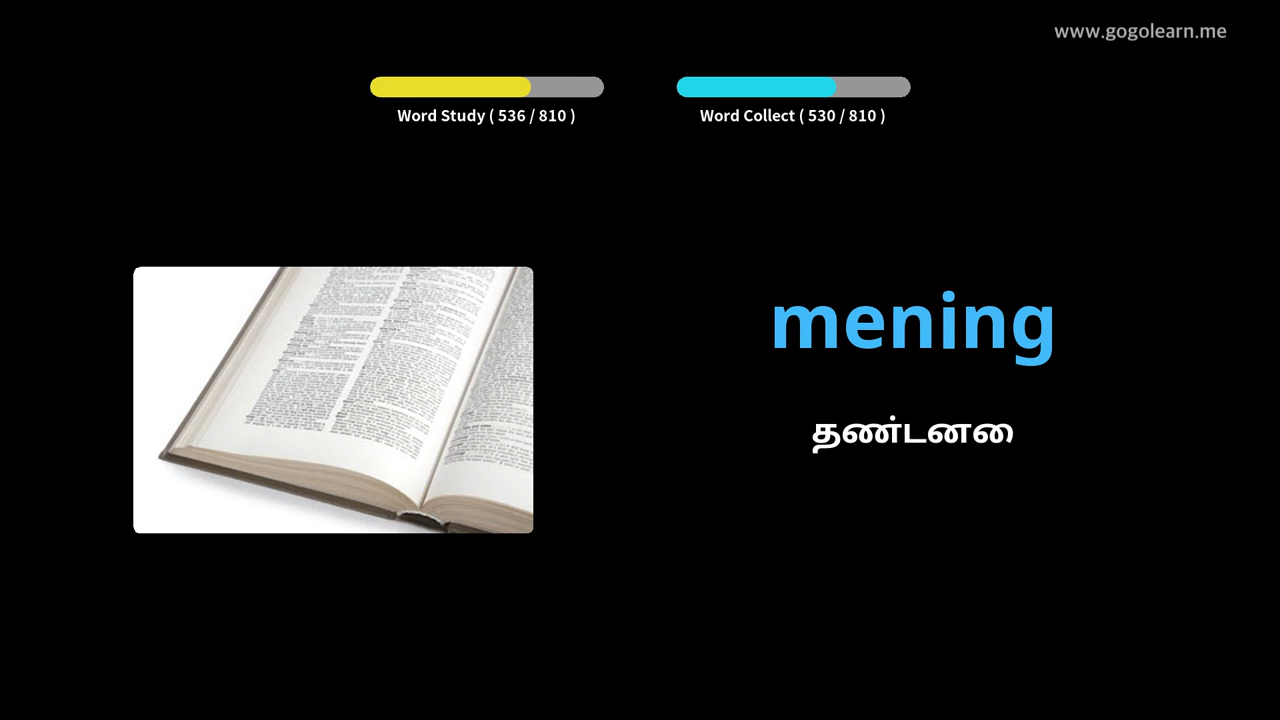 www.gogolearn.me
Word Study ( 536 / 810 )
Word Collect ( 530 / 810 )
mening
தண்டனை